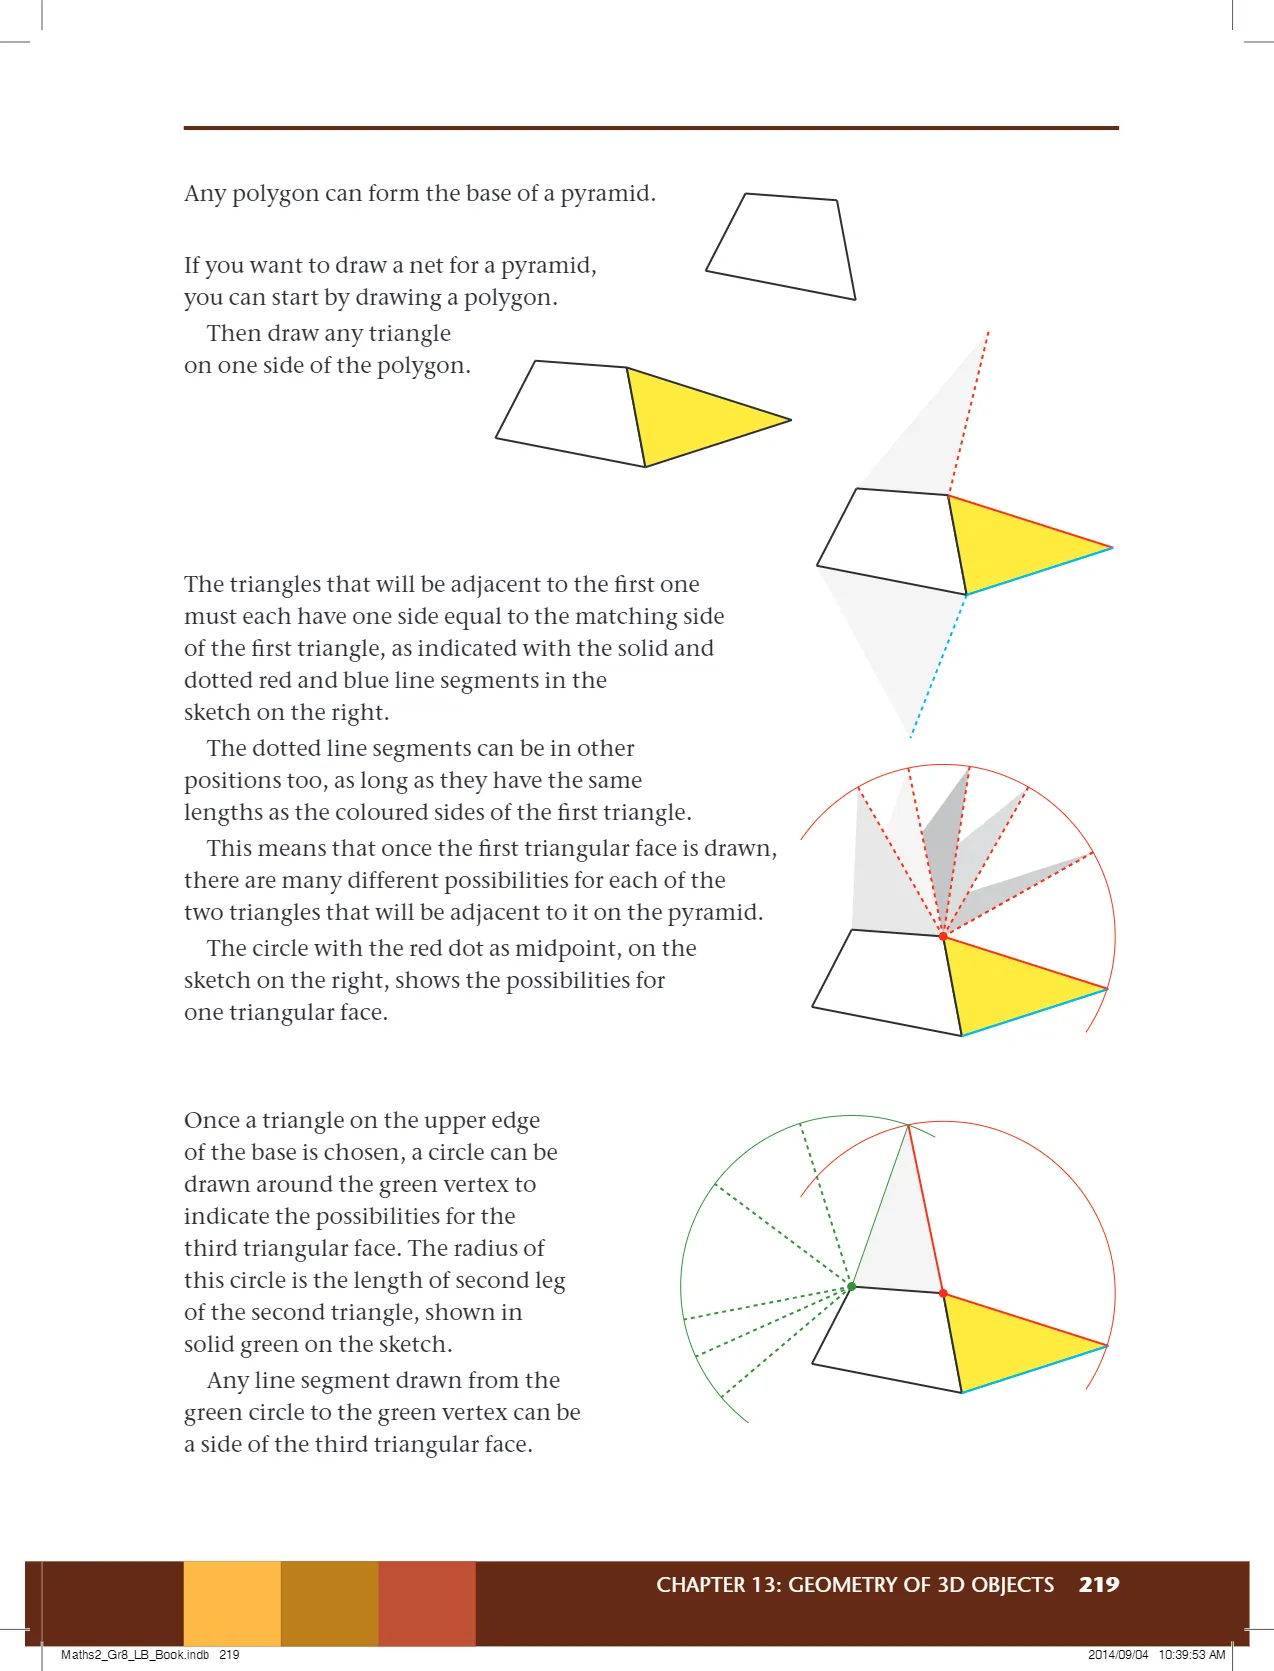 Any polygon can form the base of a pyramid.
If you want to draw a net for a pyramid,
you can start by drawing a polygon.
Then draw any triangle
on one side of the polygon.
The triangles that will be adjacent to the first one
must each have one side equal to the matching side
of the first triangle, as indicated with the solid and
dotted red and blue line segments in the
sketch on the right.
The dotted line segments can be in other
positions too, as long as they have the same
lengths as the coloured sides of the first triangle.
This means that once the first triangular face is drawn,
there are many different possibilities for each of the
two triangles that will be adjacent to it on the pyramid.
The circle with the red dot as midpoint, on the
sketch on the right, shows the possibilities for
one triangular face.
Once a triangle on the upper edge
of the base is chosen, a circle can be
drawn around the green vertex to
indicate the possibilities for the
third triangular face. The radius of
this circle is the length of second leg
of the second triangle, shown in
solid green on the sketch.
Any line segment drawn from the
green circle to the green vertex can be
a side of the third triangular face.
CHAPTER 13: GEOMETRY OF 3D OBJECTS 219
Maths2_Gr8_LB_Book.indb 219
2014/09/04 10:39:53 AM